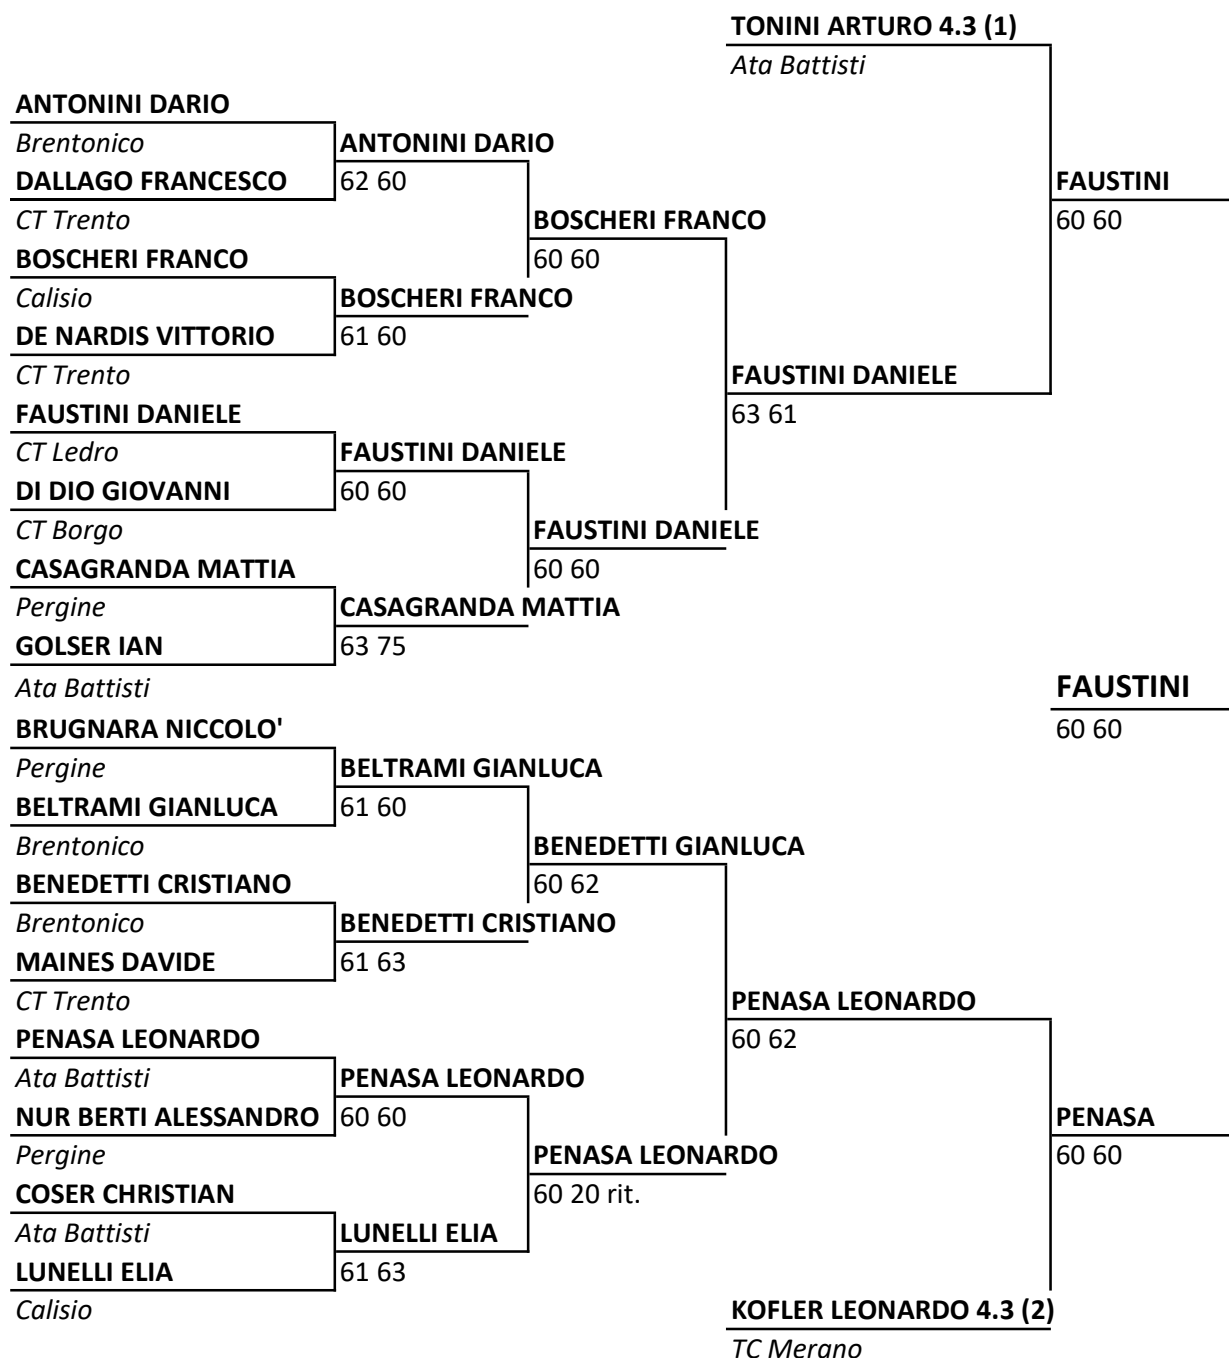 TONINI ARTURO 4.3 (1)
Ata Battisti
ANTONINI DARIO
Brentonico
ANTONINI DARIO
DALLAGO FRANCESCO
62 60
FAUSTINI
CT Trento
BOSCHERI FRANCO
60 60
BOSCHERI FRANCO
60 60
Calisio
BOSCHERI FRANCO
DE NARDIS VITTORIO
61 60
CT Trento
FAUSTINI DANIELE
FAUSTINI DANIELE
63 61
CT Ledro
FAUSTINI DANIELE
DI DIO GIOVANNI
60 60
CT Borgo
FAUSTINI DANIELE
CASAGRANDA MATTIA
60 60
Pergine
CASAGRANDA MATTIA
GOLSER IAN
63 75
Ata Battisti
FAUSTINI
BRUGNARA NICCOLO'
60 60
Pergine
BELTRAMI GIANLUCA
BELTRAMI GIANLUCA
61 60
Brentonico
BENEDETTI GIANLUCA
BENEDETTI CRISTIANO
60 62
Brentonico
BENEDETTI CRISTIANO
MAINES DAVIDE
61 63
CT Trento
PENASA LEONARDO
PENASA LEONARDO
60 62
Ata Battisti
PENASA LEONARDO
NUR BERTI ALESSANDRO
60 60
PENASA
Pergine
PENASA LEONARDO
60 60
COSER CHRISTIAN
60 20 rit.
Ata Battisti
LUNELLI ELIA
LUNELLI ELIA
61 63
Calisio
KOFLER LEONARDO 4.3 (2)
TC Merano